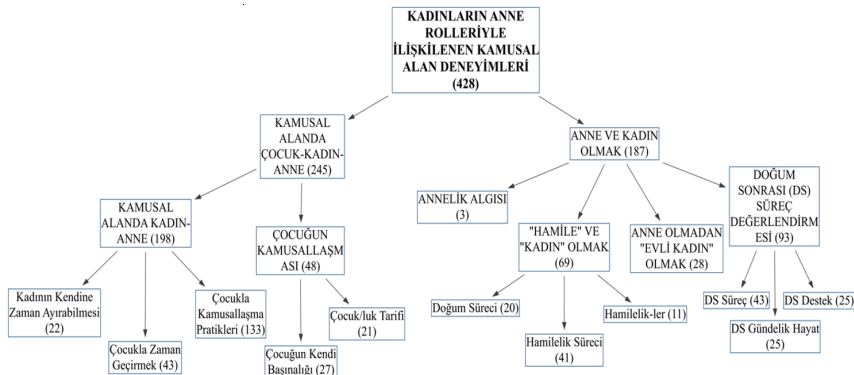 KADINLARIN ANNE
ROLLERİYLE
İLİŞKİLENEN KAMUSAL
ALAN DENEYİMLERİ
(428)
KAMUSAL
ALANDA
ÇOCUK-KADIN-
ANNE (245)
ANNE VE KADIN
OLMAK (187)
KAMUSAL
ALANDA KADIN-
ANNE (198)
ÇOCUĞUN
KAMUSALLAŞM
ASI (48)
ANNELİK ALGISI
(3)
"HAMİLE" VE
"KADIN" OLMAK
(69)
ANNE OLMADAN
"EVLİ KADIN"
OLMAK (28)
DOĞUM
SONRASI (DS)
SÜREÇ
DEĞERLENDİRM
ESİ (93)
Kadının Kendine
Zaman Ayırabilmesi
(22)
Çocukla Zaman
Geçirmek (43)
Çocukla
Kamusallaşma
Pratikleri (133)
Çocuğun Kendi
Başınalığı (27)
Çocuk/luk Tarifi
(21)
Doğum Süreci (20)
Hamilelik Süreci
(41)
Hamilelik-ler (11)
DS Süreç (43)
DS Gündelik Hayat
(25)
DS Destek (25)